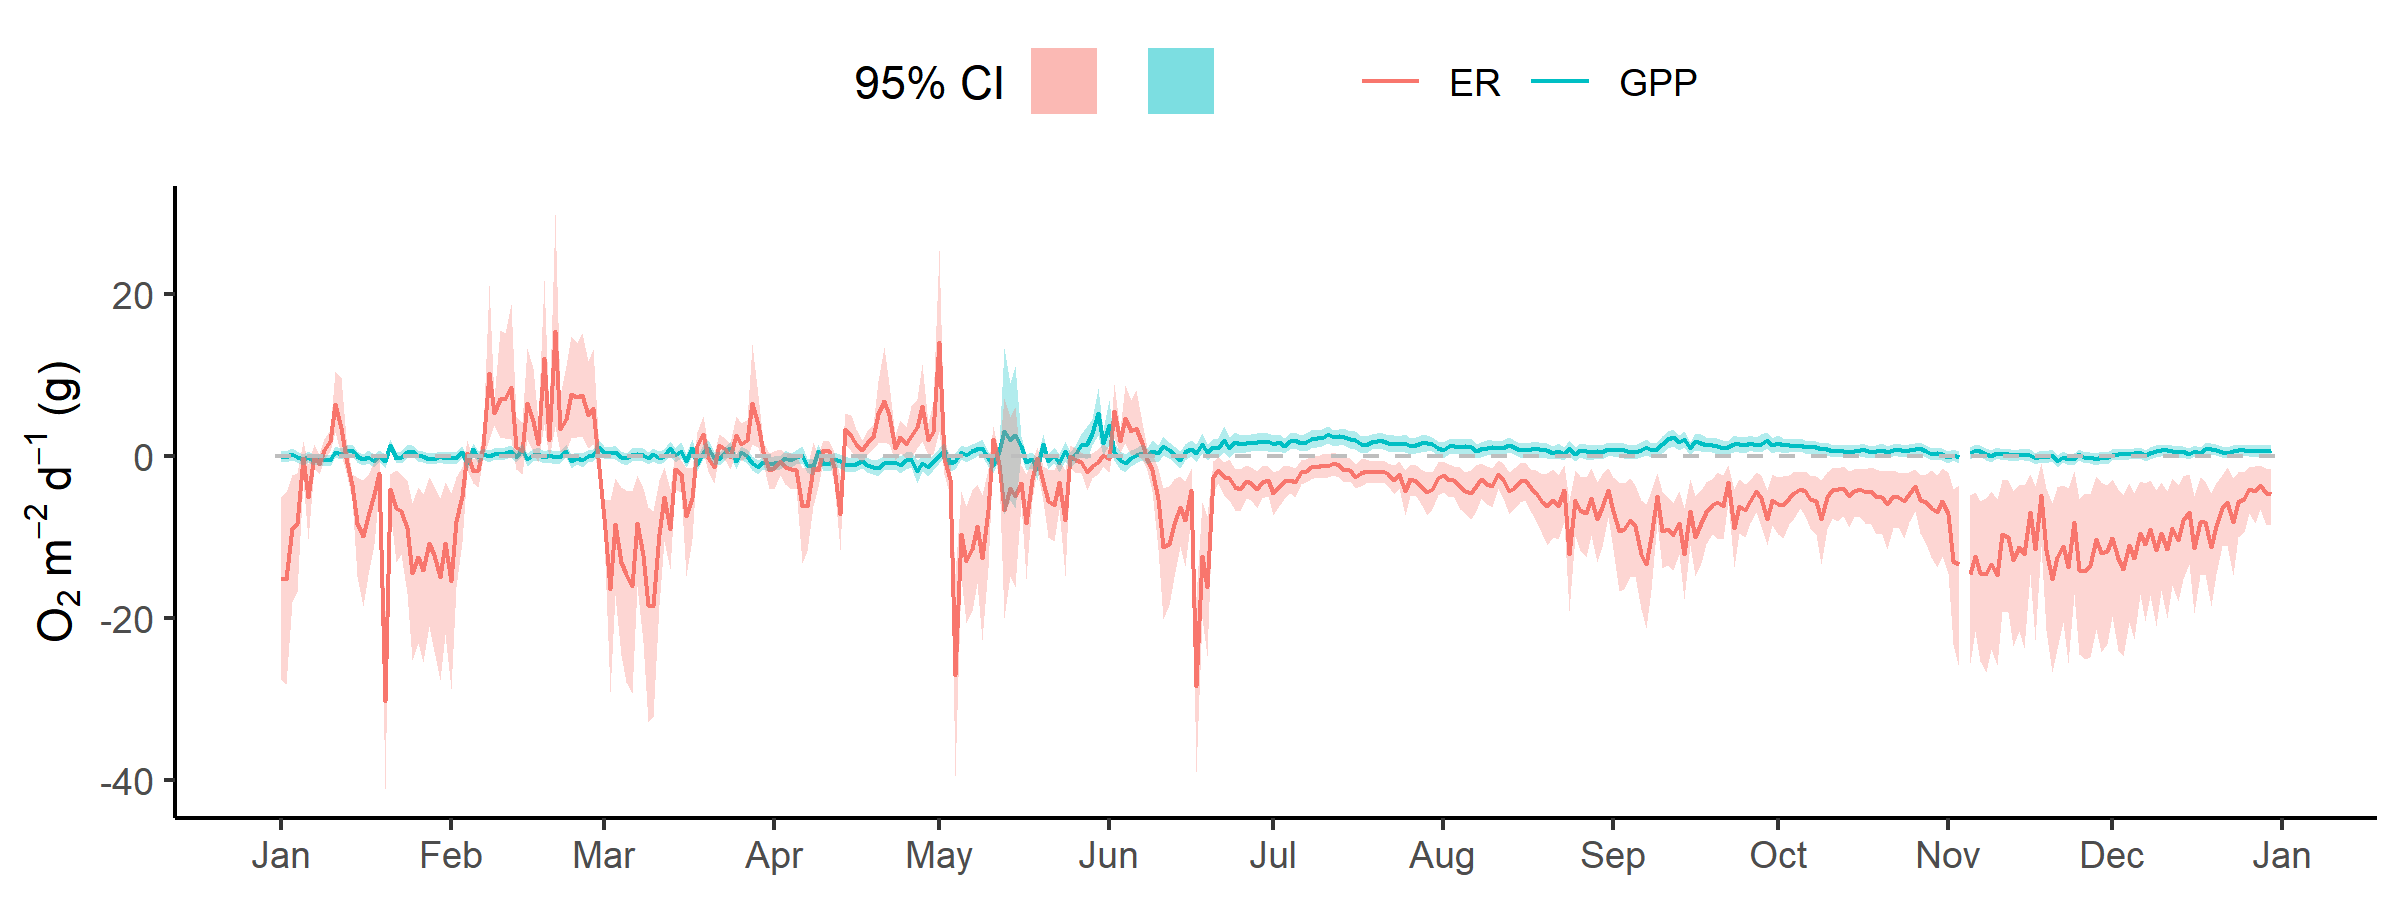 95% CI ER GPP
O₂ m⁻² d⁻¹ (g)
20
0
-20
-40
Jan Feb Mar Apr May Jun Jul Aug Sep Oct Nov Dec Jan